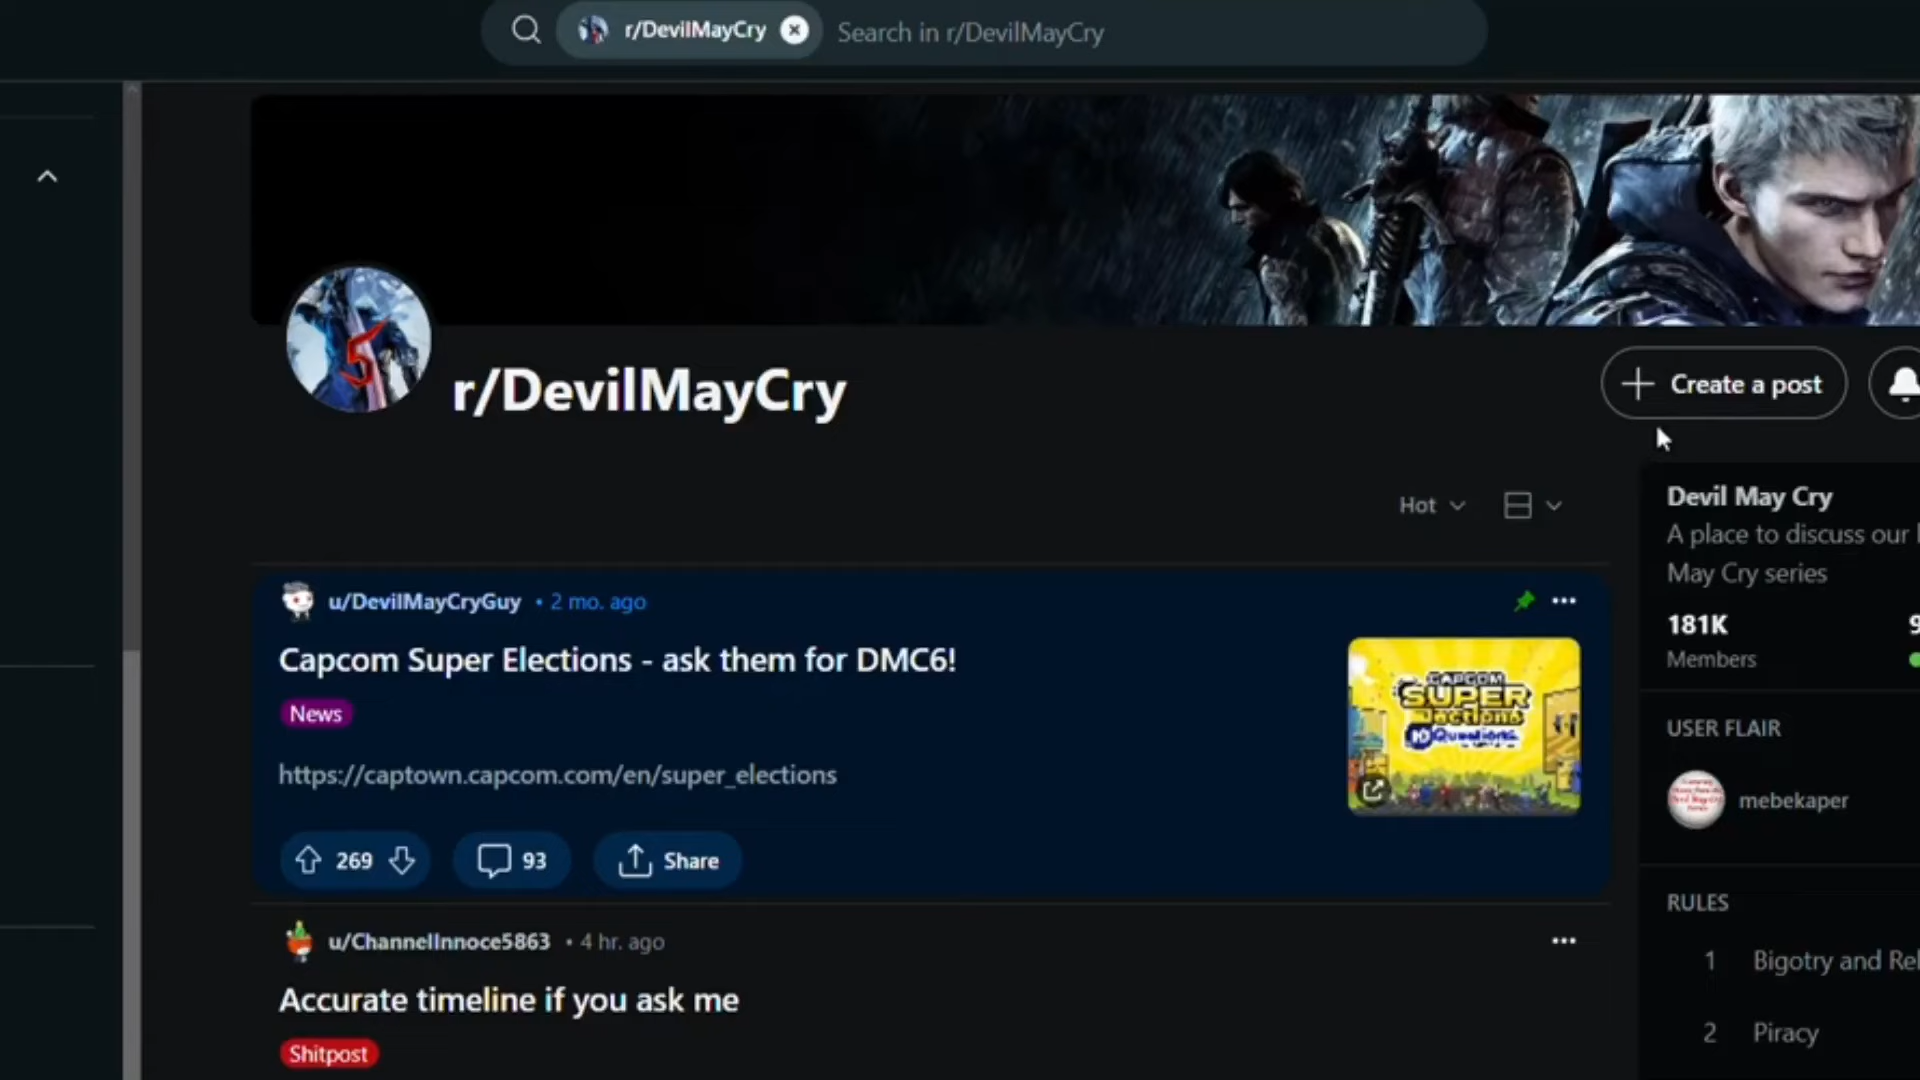 r/DevilMayCry
Search in r/DevilMayCry
5
r/DevilMayCry
Create a post
Hot
Devil May Cry
A place to discuss our
May Cry series
181K
Members
USER FLAIR
mebekaper
RULES
1 Bigotry and Rel
2 Piracy
u/DevilMayCryGuy • 2 mo. ago
Capcom Super Elections - ask them for DMC6!
News
https://captown.capcom.com/en/super_elections
CAPCOM
SUPER
Questions
269
93
Share
u/ChannelInnoce5863 • 4 hr. ago
Accurate timeline if you ask me
Shitpost